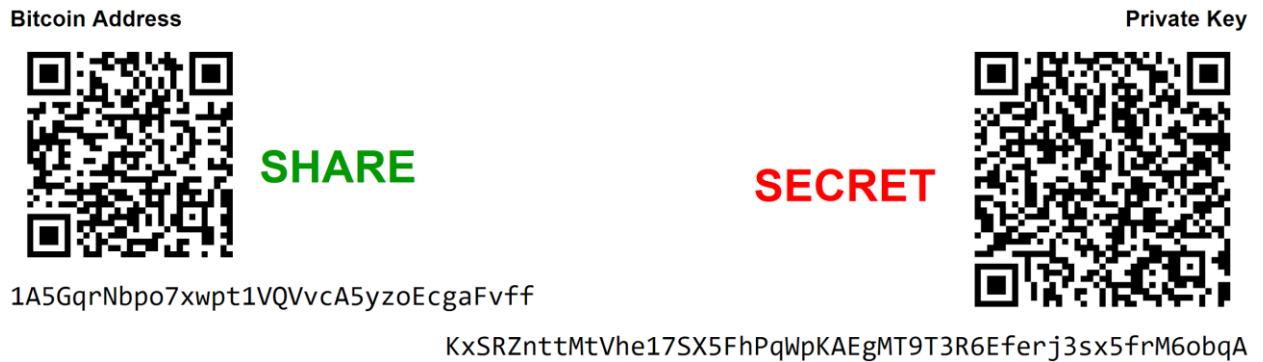 Bitcoin Address
Private Key
SHARE
SECRET
1A5GqrNbpo7xwpt1VQVvcA5yzoEcgaFvff
KxSRZnttMtVhe17SX5FhPqWpKAEgMT9T3R6Eferj3sx5frM6obqA